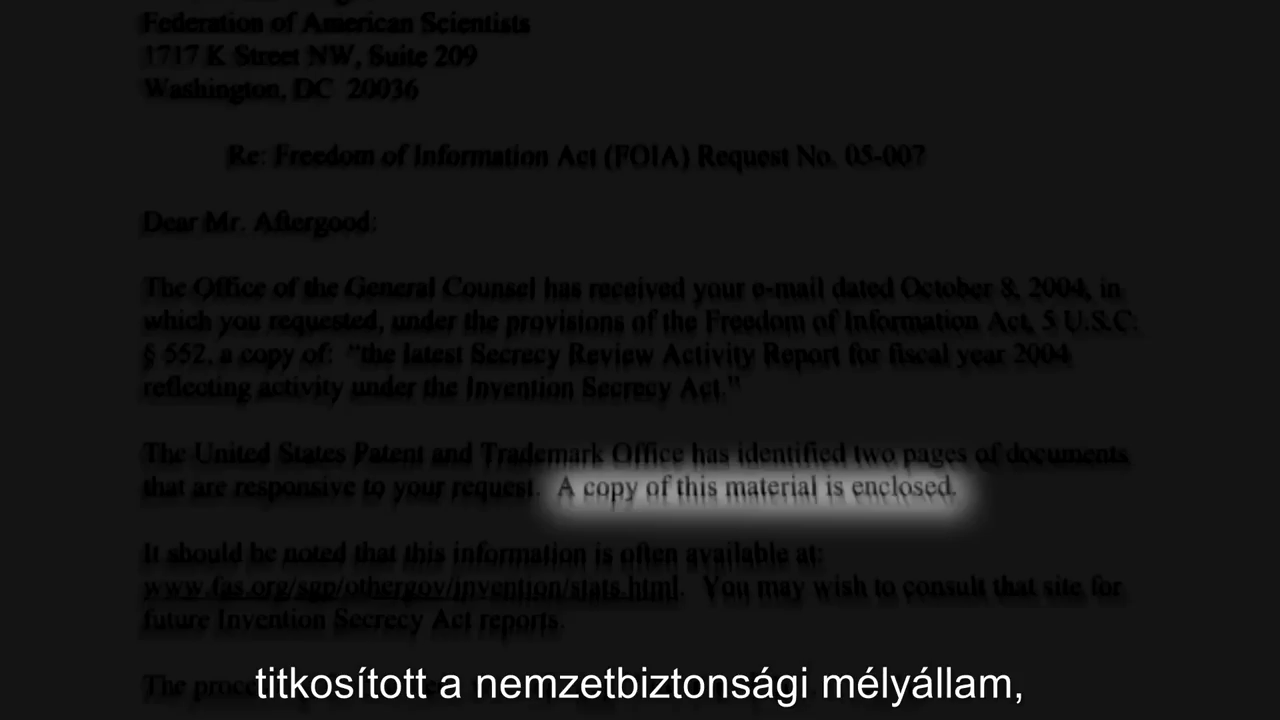 Federation of American Scientists
1717 K Street NW, Suite 209
Washington, DC 20036
Re: Freedom of Information Act (FOIA) Request No. 05-007
Dear Mr. Aftergood:
The Office of the General Counsel has received your e-mail dated October 8, 2004, in
which you requested, under the provisions of the Freedom of Information Act, 5 U.S.C.
§ 552, a copy of: "the latest Secrecy Review Activity Report for fiscal year 2004
reflecting activity under the Invention Secrecy Act."
The United States Patent and Trademark Office has identified two pages of documents
that are responsive to your request. A copy of this material is enclosed.
It should be noted that this information is often available at:
www.fas.org/sgp/othergov/invention/stats.html. You may wish to consult that site for
future Invention Secrecy Act reports.
The
titkosított a nemzetbiztonsági mélyállam,